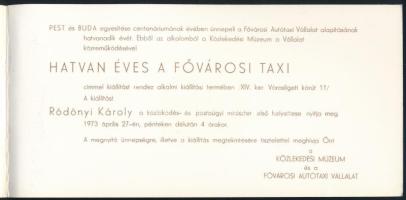 PEST és BUDA egyesítése centenáriumának évében ünnepeli a Fővárosi Autótaxi Vállalat alapításának
hatvanadik évét. Ebből az alkalomból a Közlekedési Múzeum a Vállalat
közreműködésével
HATVAN ÉVES A FŐVÁROSI TAXI
címmel kiállítást rendez alkalmi kiállítási termében XIV. ker. Városligeti körút 11/
A kiállítást
Rödönyi Károly a közlekedés- és postaügyi miniszter első helyettese nyitja meg
1973 április 27-én, pénteken délután 4 órakor.
A megnyitó ünnepségre, illetve a kiállítás megtekintésére tisztelettel meghívja Önt
a
KÖZLEKEDÉSI MÚZEUM
és a
FŐVÁROSI AUTÓTAXI VÁLLALAT